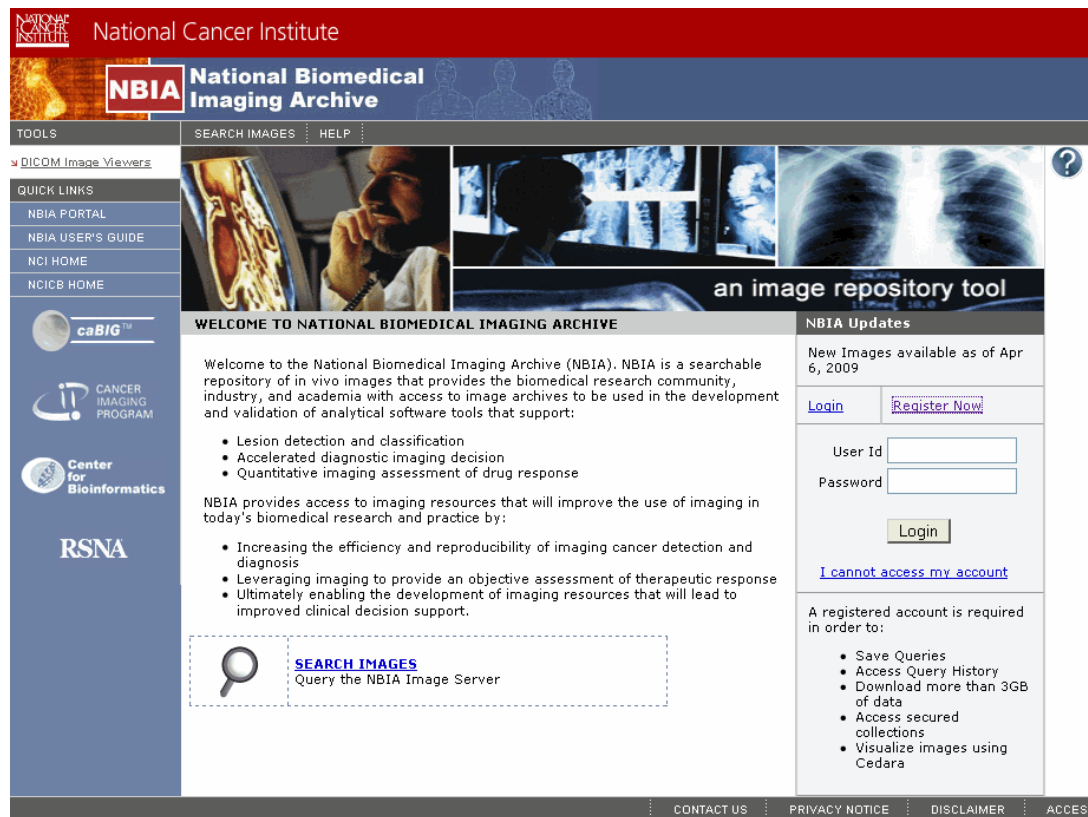 NATIONAL CANCER INSTITUTE
National Cancer Institute
NBIA
National Biomedical
Imaging Archive
TOOLS
SEARCH IMAGES
HELP
DICOM Image Viewers
QUICK LINKS
NBIA PORTAL
NBIA USER'S GUIDE
NCI HOME
NCICB HOME
caBIG™
CANCER
IMAGING
PROGRAM
Center
for
Bioinformatics
RSNA
?
an image repository tool
WELCOME TO NATIONAL BIOMEDICAL IMAGING ARCHIVE
Welcome to the National Biomedical Imaging Archive (NBIA). NBIA is a searchable
repository of in vivo images that provides the biomedical research community,
industry, and academia with access to image archives to be used in the development
and validation of analytical software tools that support:
• Lesion detection and classification
• Accelerated diagnostic imaging decision
• Quantitative imaging assessment of drug response
NBIA provides access to imaging resources that will improve the use of imaging in
today's biomedical research and practice by:
• Increasing the efficiency and reproducibility of imaging cancer detection and
diagnosis
• Leveraging imaging to provide an objective assessment of therapeutic response
• Ultimately enabling the development of imaging resources that will lead to
improved clinical decision support.
SEARCH IMAGES
Query the NBIA Image Server
NBIA Updates
New Images available as of Apr
6, 2009
Login
Register Now
User Id
Password
Login
I cannot access my account
A registered account is required
in order to:
• Save Queries
• Access Query History
• Download more than 3GB
of data
• Access secured
collections
• Visualize images using
Cedara
CONTACT US
PRIVACY NOTICE
DISCLAIMER
ACCES